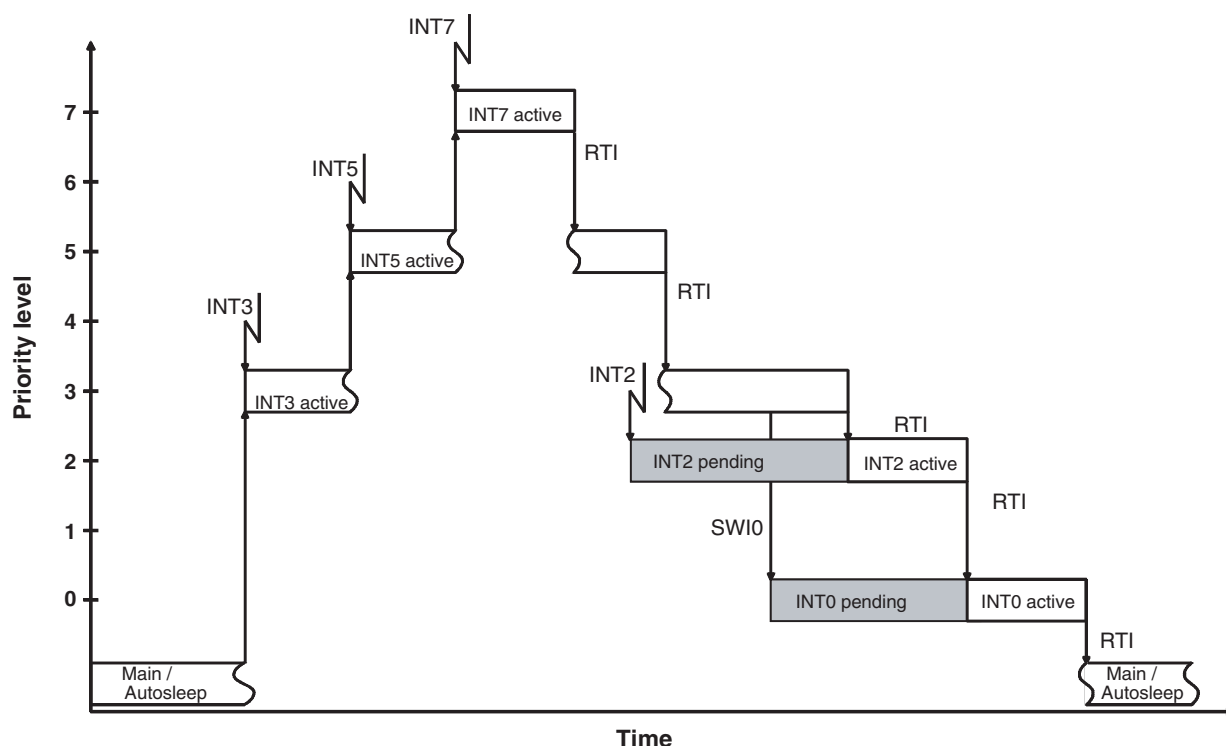 INT7
7
INT7 active
RTI
INT5
6
5
INT5 active
RTI
INT3
4
INT2
3
INT3 active
RTI
2
INT2 pending
INT2 active
RTI
1
SWI0
0
INT0 pending
INT0 active
RTI
Main /
Autosleep
Main /
Autosleep
Priority level
Time